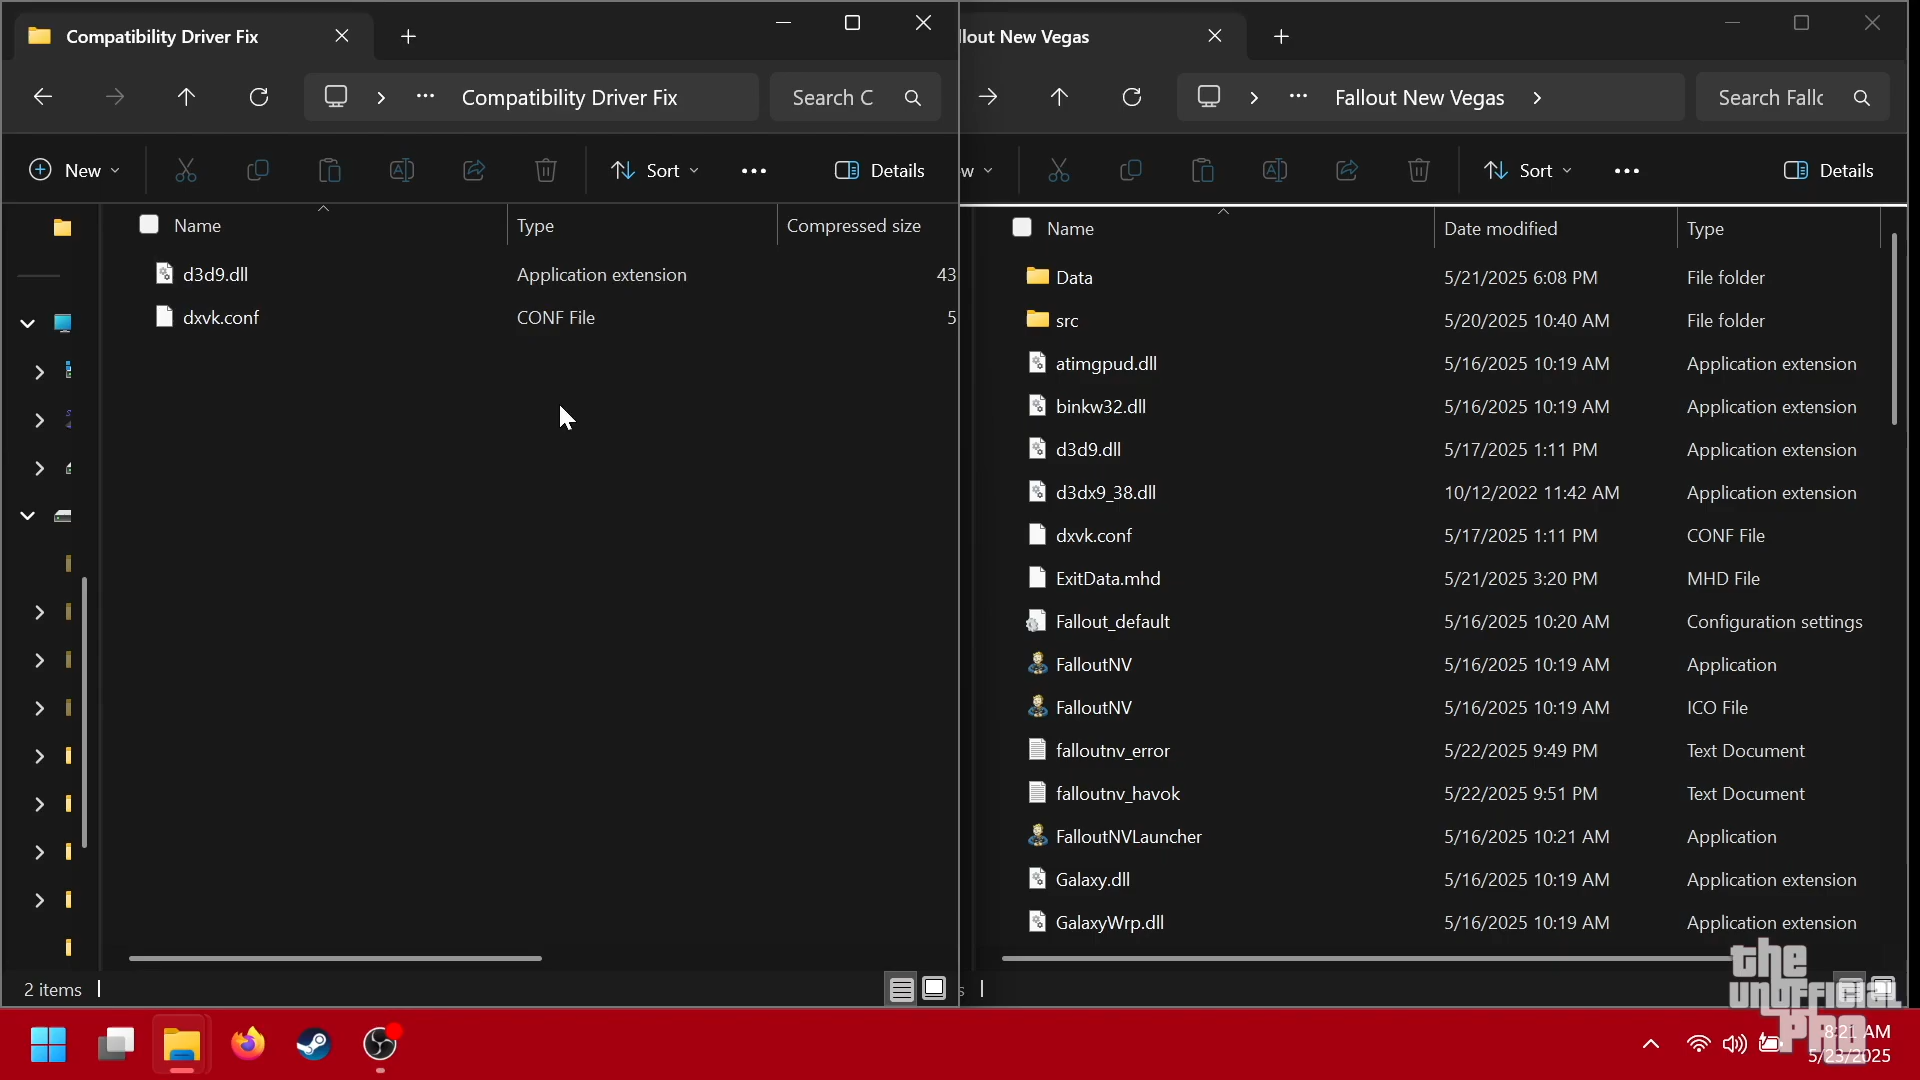 Compatibility Driver Fix
llout New Vegas
Compatibility Driver Fix
Search C
Fallout New Vegas
Search Fallc
New
Sort
Details
w
Sort
Details
Name
Type
Compressed size
d3d9.dll
Application extension
43
dxvk.conf
CONF File
5
2 items
Name
Date modified
Type
Data
5/21/2025 6:08 PM
File folder
src
5/20/2025 10:40 AM
File folder
atimgpud.dll
5/16/2025 10:19 AM
Application extension
binkw32.dll
5/16/2025 10:19 AM
Application extension
d3d9.dll
5/17/2025 1:11 PM
Application extension
d3dx9_38.dll
10/12/2022 11:42 AM
Application extension
dxvk.conf
5/17/2025 1:11 PM
CONF File
ExitData.mhd
5/21/2025 3:20 PM
MHD File
Fallout_default
5/16/2025 10:20 AM
Configuration settings
FalloutNV
5/16/2025 10:19 AM
Application
FalloutNV
5/16/2025 10:19 AM
ICO File
falloutnv_error
5/22/2025 9:49 PM
Text Document
falloutnv_havok
5/22/2025 9:51 PM
Text Document
FalloutNVLauncher
5/16/2025 10:21 AM
Application
Galaxy.dll
5/16/2025 10:19 AM
Application extension
GalaxyWrp.dll
5/16/2025 10:19 AM
Application extension
s
the
unofficial
pho
8:21 AM
5/23/2025